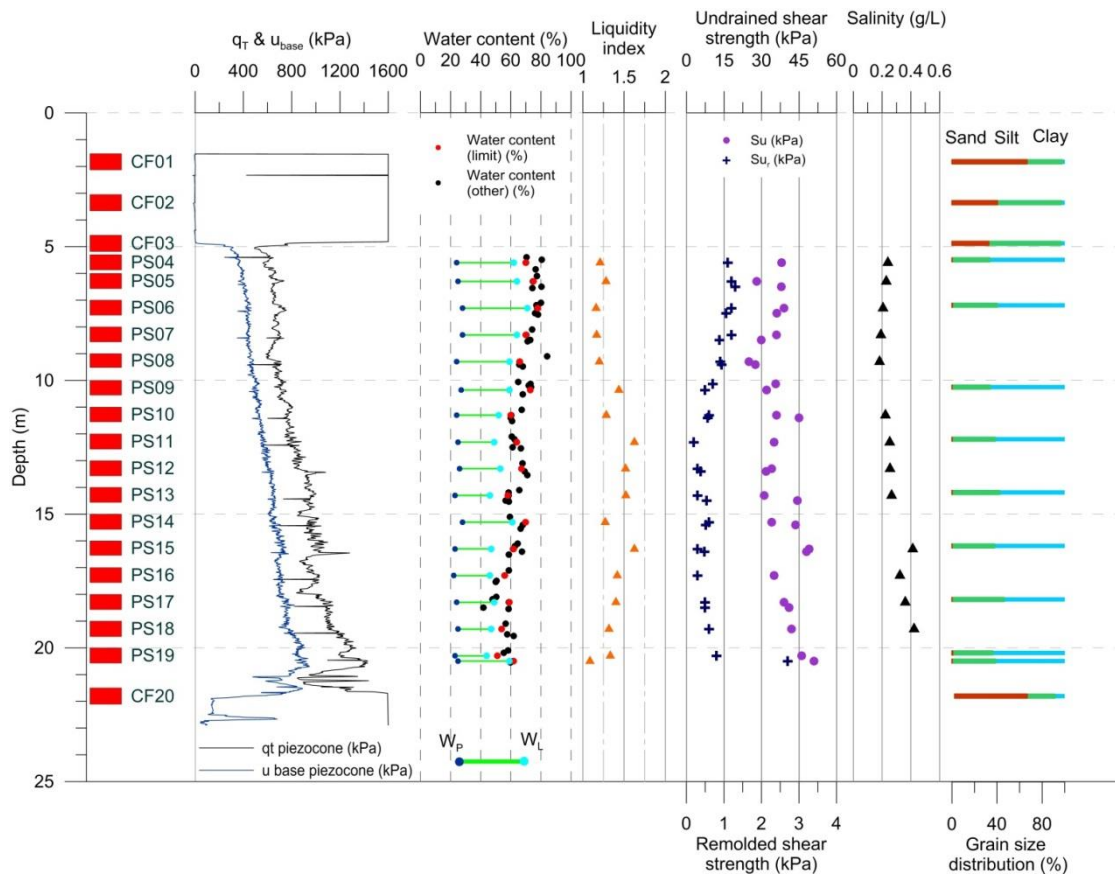 qT & ubase (kPa)
0 400 800 1200 1600
Water content (%)
0 20 40 60 80 100
Liquidity
index
1 1.5 2
Undrained shear
strength (kPa)
0 15 30 45 60
Salinity (g/L)
0 0.2 0.4 0.6
Water content
(limit) (%)
Water content
(other) (%)
Su (kPa)
Sur (kPa)
Sand Silt Clay
Depth (m)
0
5
10
15
20
25
CF01
CF02
CF03
PS04
PS05
PS06
PS07
PS08
PS09
PS10
PS11
PS12
PS13
PS14
PS15
PS16
PS17
PS18
PS19
CF20
qt piezocone (kPa)
u base piezocone (kPa)
WP WL
0 1 2 3 4
Remolded shear
strength (kPa)
0 40 80
Grain size
distribution (%)